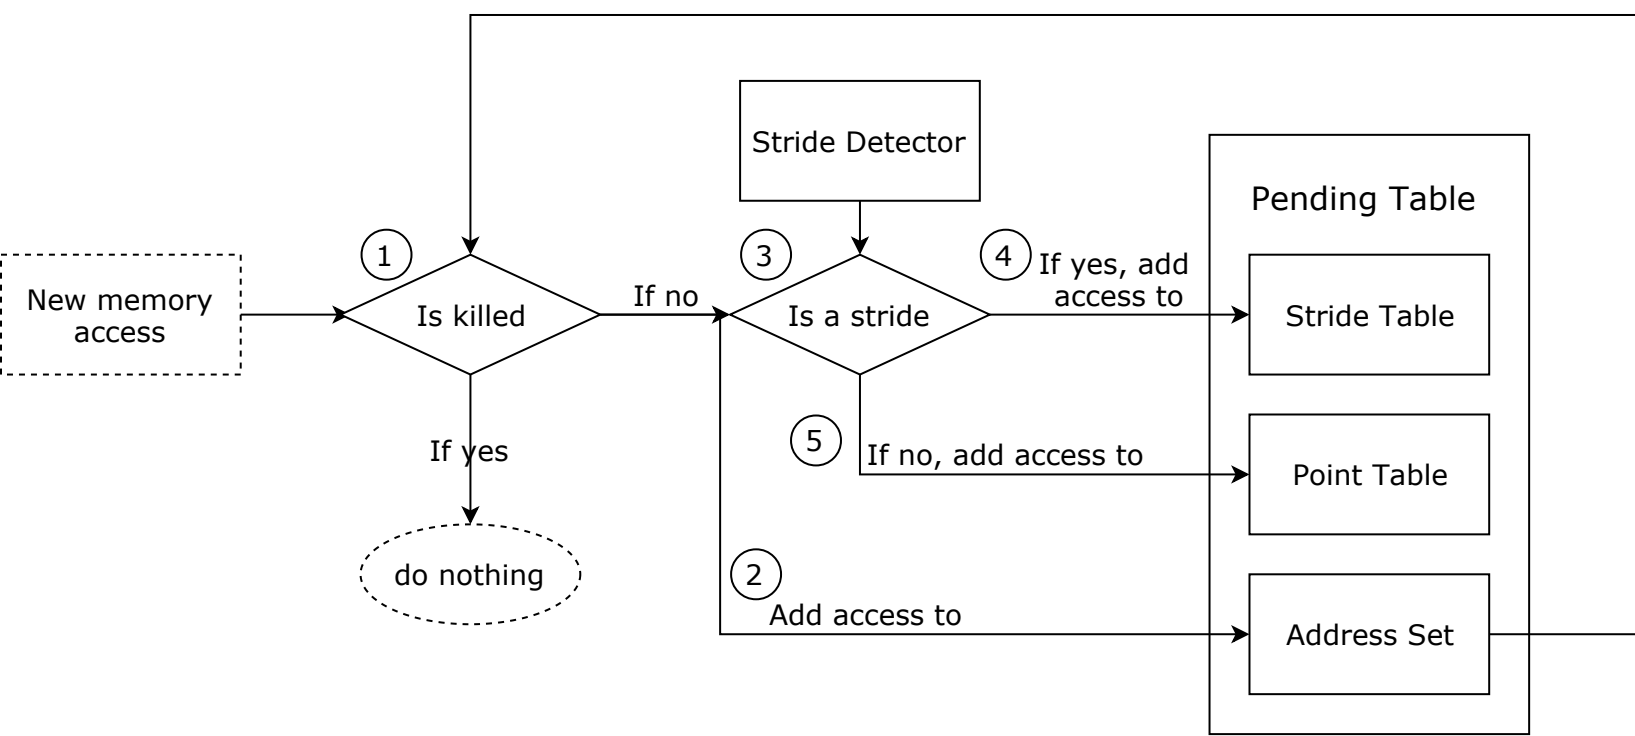 Stride Detector
Pending Table
1
3
4
If yes, add
access to
New memory
access
Is killed
If no
Is a stride
Stride Table
5
If yes
If no, add access to
Point Table
do nothing
2
Add access to
Address Set